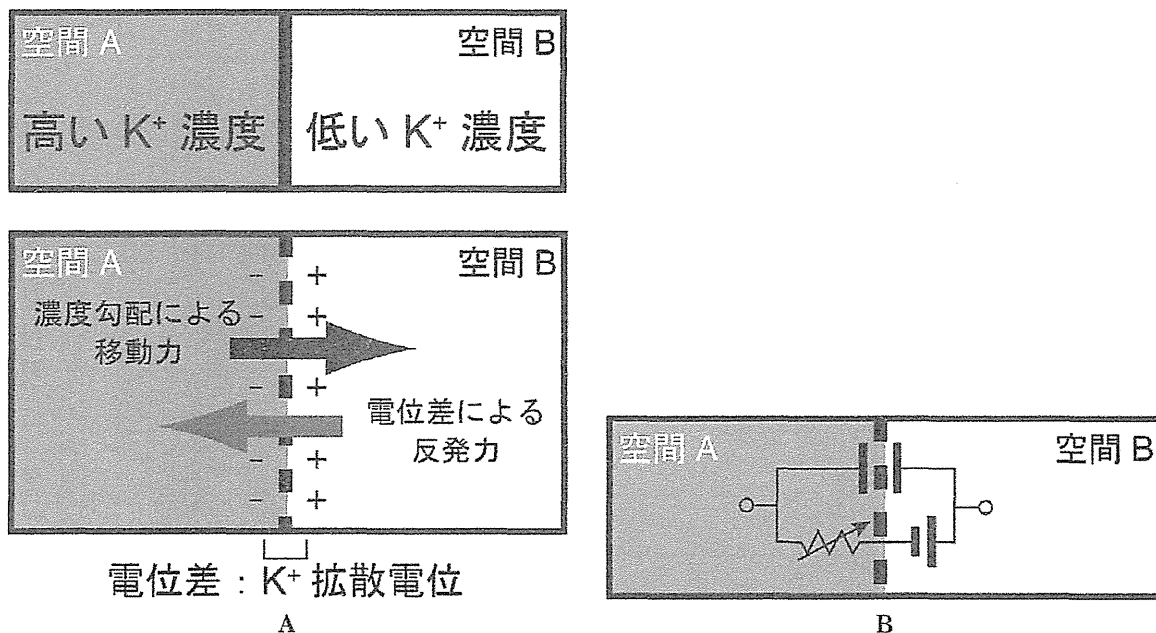 空間 A
空間 B
高い K⁺ 濃度
低い K⁺ 濃度
空間 A
空間 B
- +
濃度勾配による
- +
移動力
- +
電位差による
反発力
- +
- +
電位差：K⁺ 拡散電位
A
空間 A
空間 B
B